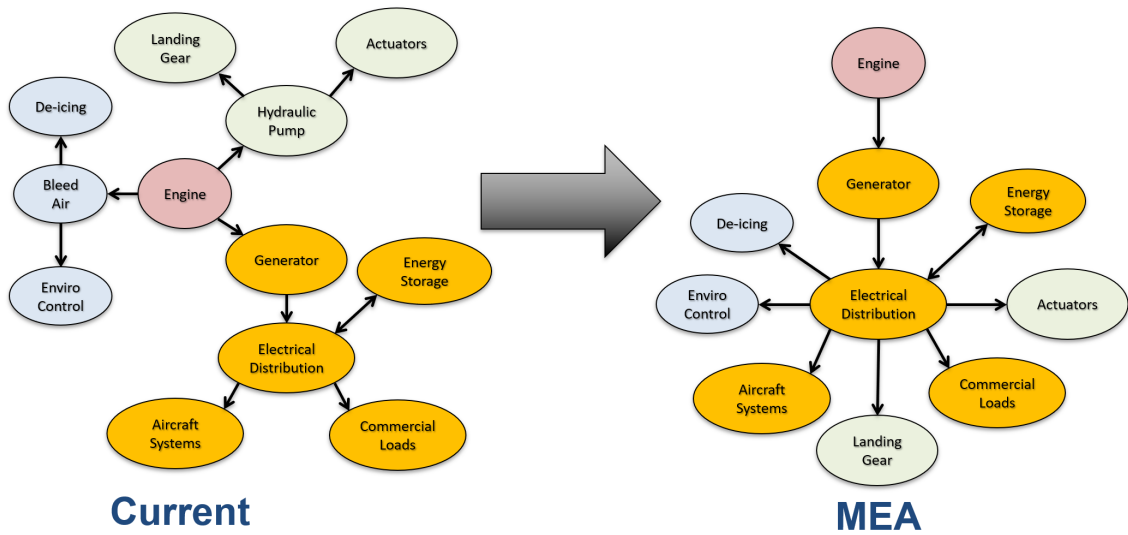 Landing
Gear
Actuators
De-icing
Hydraulic
Pump
Bleed
Air
Engine
Enviro
Control
Generator
Energy
Storage
Electrical
Distribution
Aircraft
Systems
Commercial
Loads
Current
Engine
Generator
Energy
Storage
De-icing
Enviro
Control
Electrical
Distribution
Actuators
Aircraft
Systems
Commercial
Loads
Landing
Gear
MEA